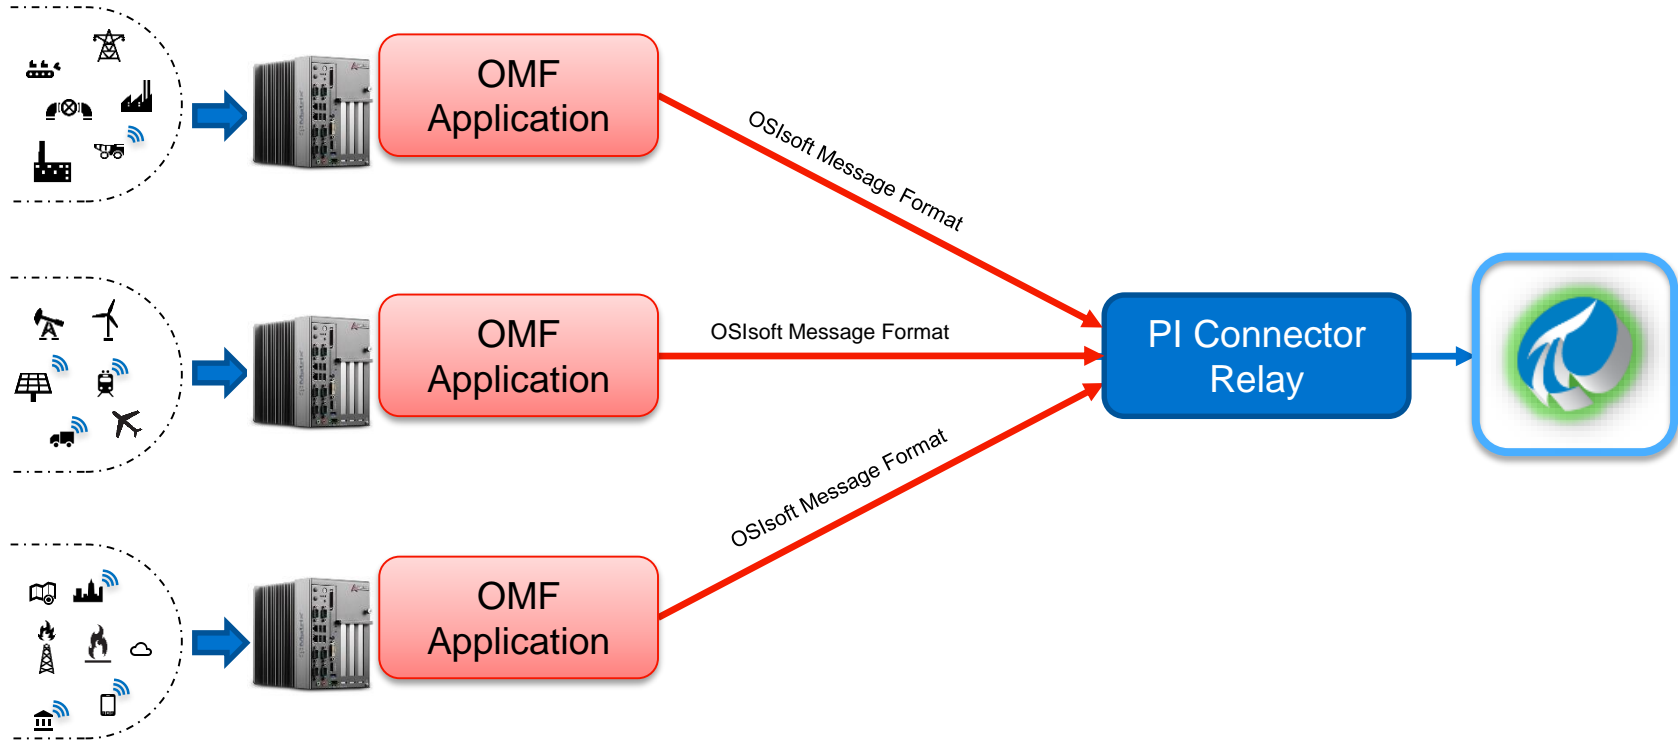 OMF
Application
OSIsoft Message Format
OMF
Application
OSIsoft Message Format
PI Connector
Relay
OSIsoft Message Format
OMF
Application